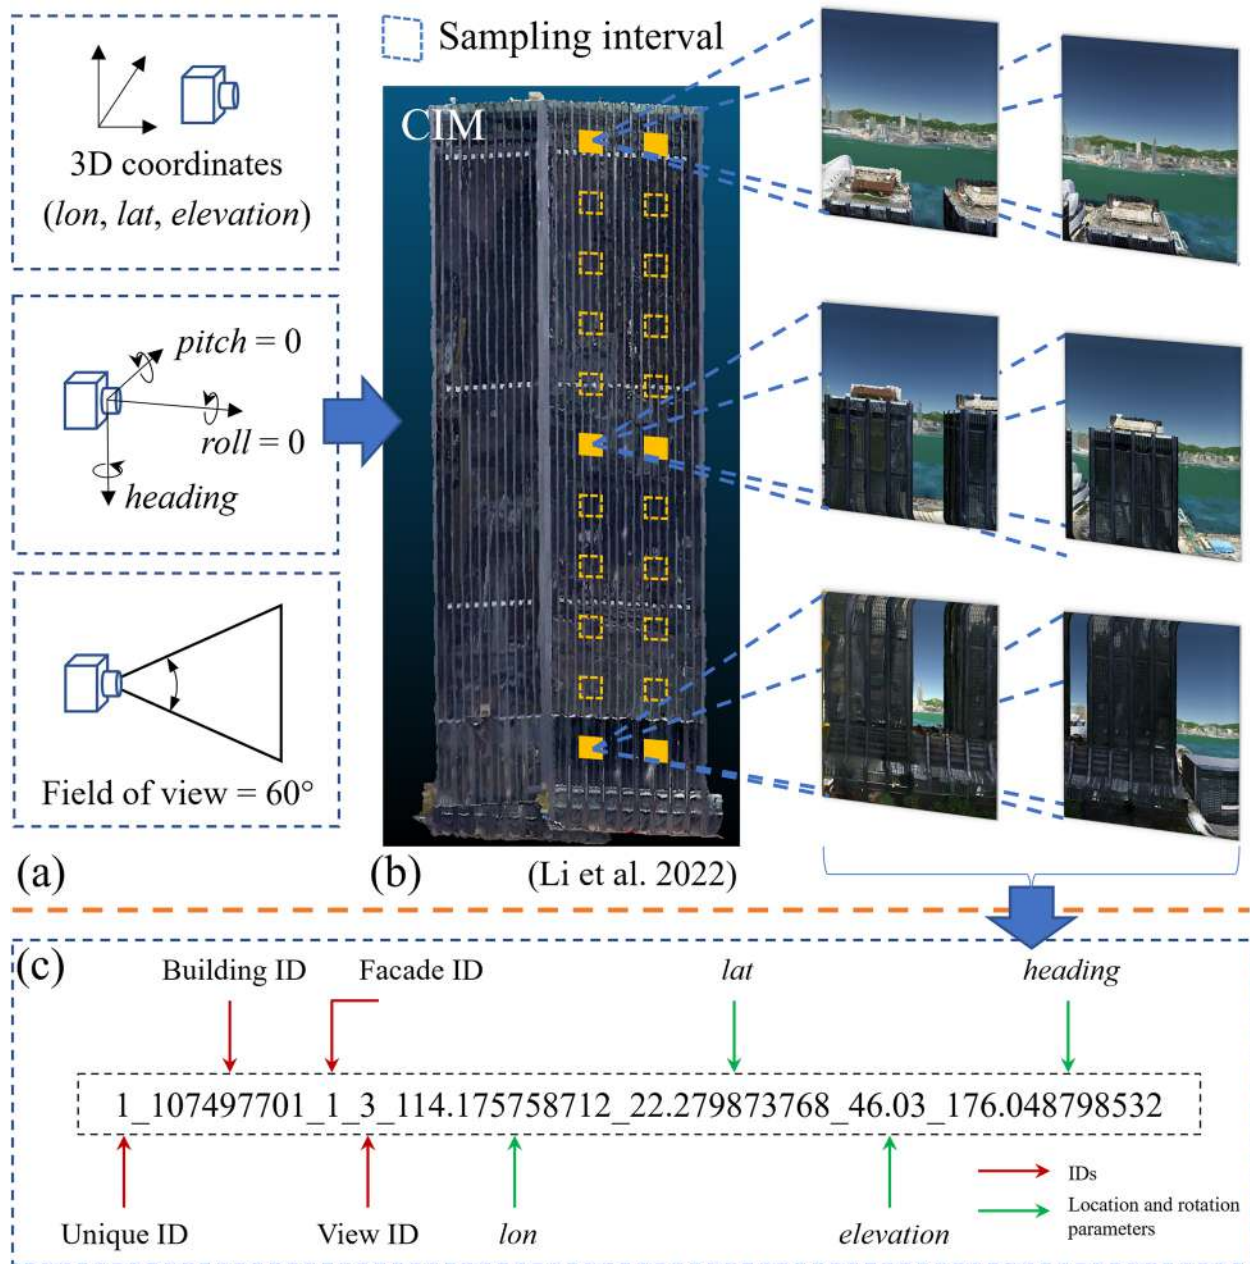 Sampling interval
CIM
3D coordinates
(lon, lat, elevation)
pitch = 0
roll = 0
heading
Field of view = 60°
(a)
(b)
(Li et al. 2022)
(c)
Building ID
Facade ID
lat
heading
1_107497701_1_3_114.175758712_22.279873768_46.03_176.048798532
Unique ID
View ID
lon
elevation
IDs
Location and rotation
parameters